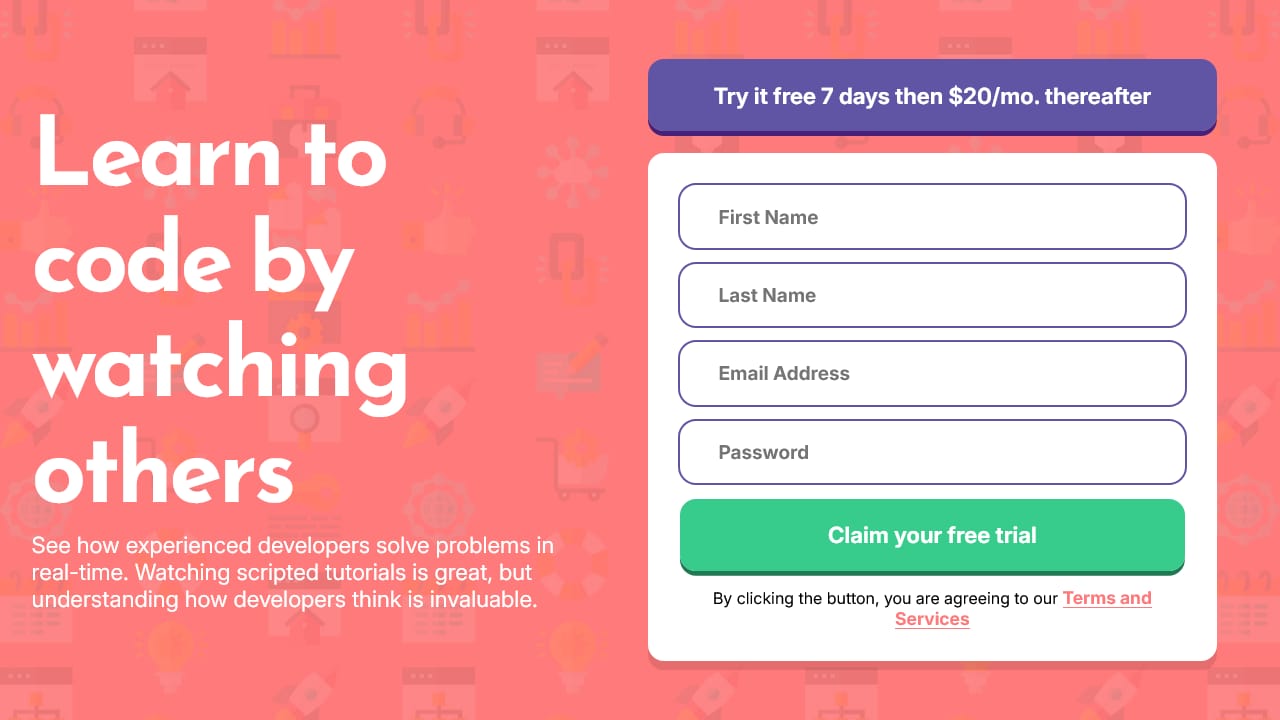 Learn to
code by
watching
others
See how experienced developers solve problems in
real-time. Watching scripted tutorials is great, but
understanding how developers think is invaluable.
Try it free 7 days then $20/mo. thereafter
First Name
Last Name
Email Address
Password
Claim your free trial
By clicking the button, you are agreeing to our Terms and
Services